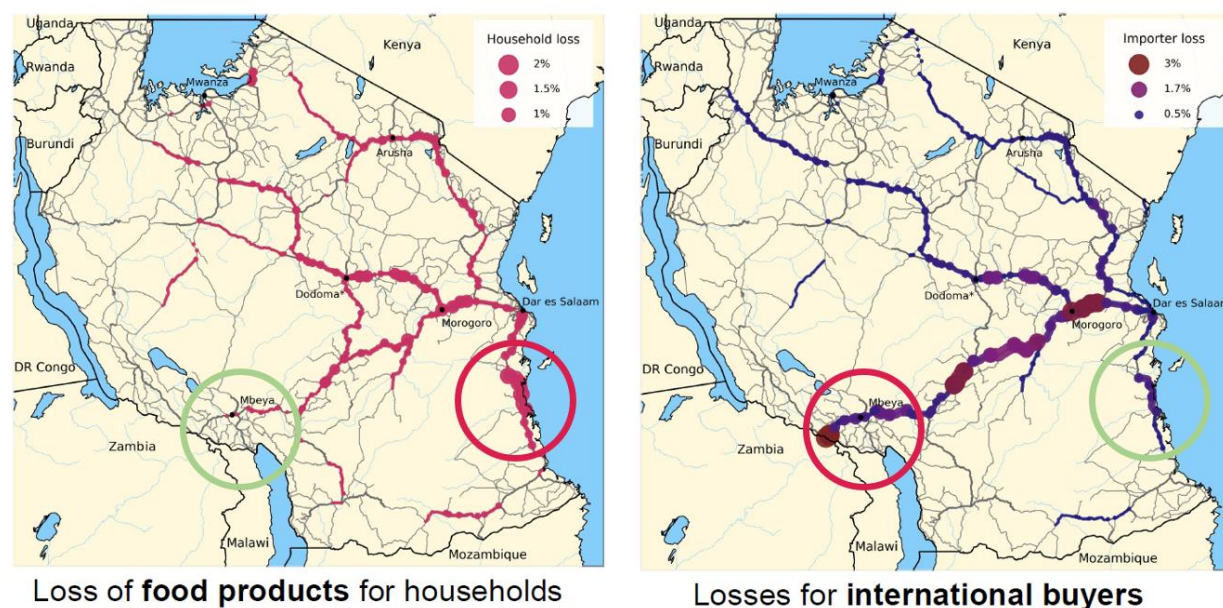 Uganda
Kenya
Rwanda
Mwanza
Burundi
Arusha
Household loss
2%
1.5%
1%
Dodoma*
Dar es Salaam
Morogoro
DR Congo
Mbeya
Zambia
Malawi
Mozambique
Loss of food products for households
Uganda
Kenya
Rwanda
Mwanza
Burundi
Arusha
Importer loss
3%
1.7%
0.5%
Dodoma*
Dar es Salaam
Morogoro
DR Congo
Mbeya
Zambia
Malawi
Mozambique
Losses for international buyers